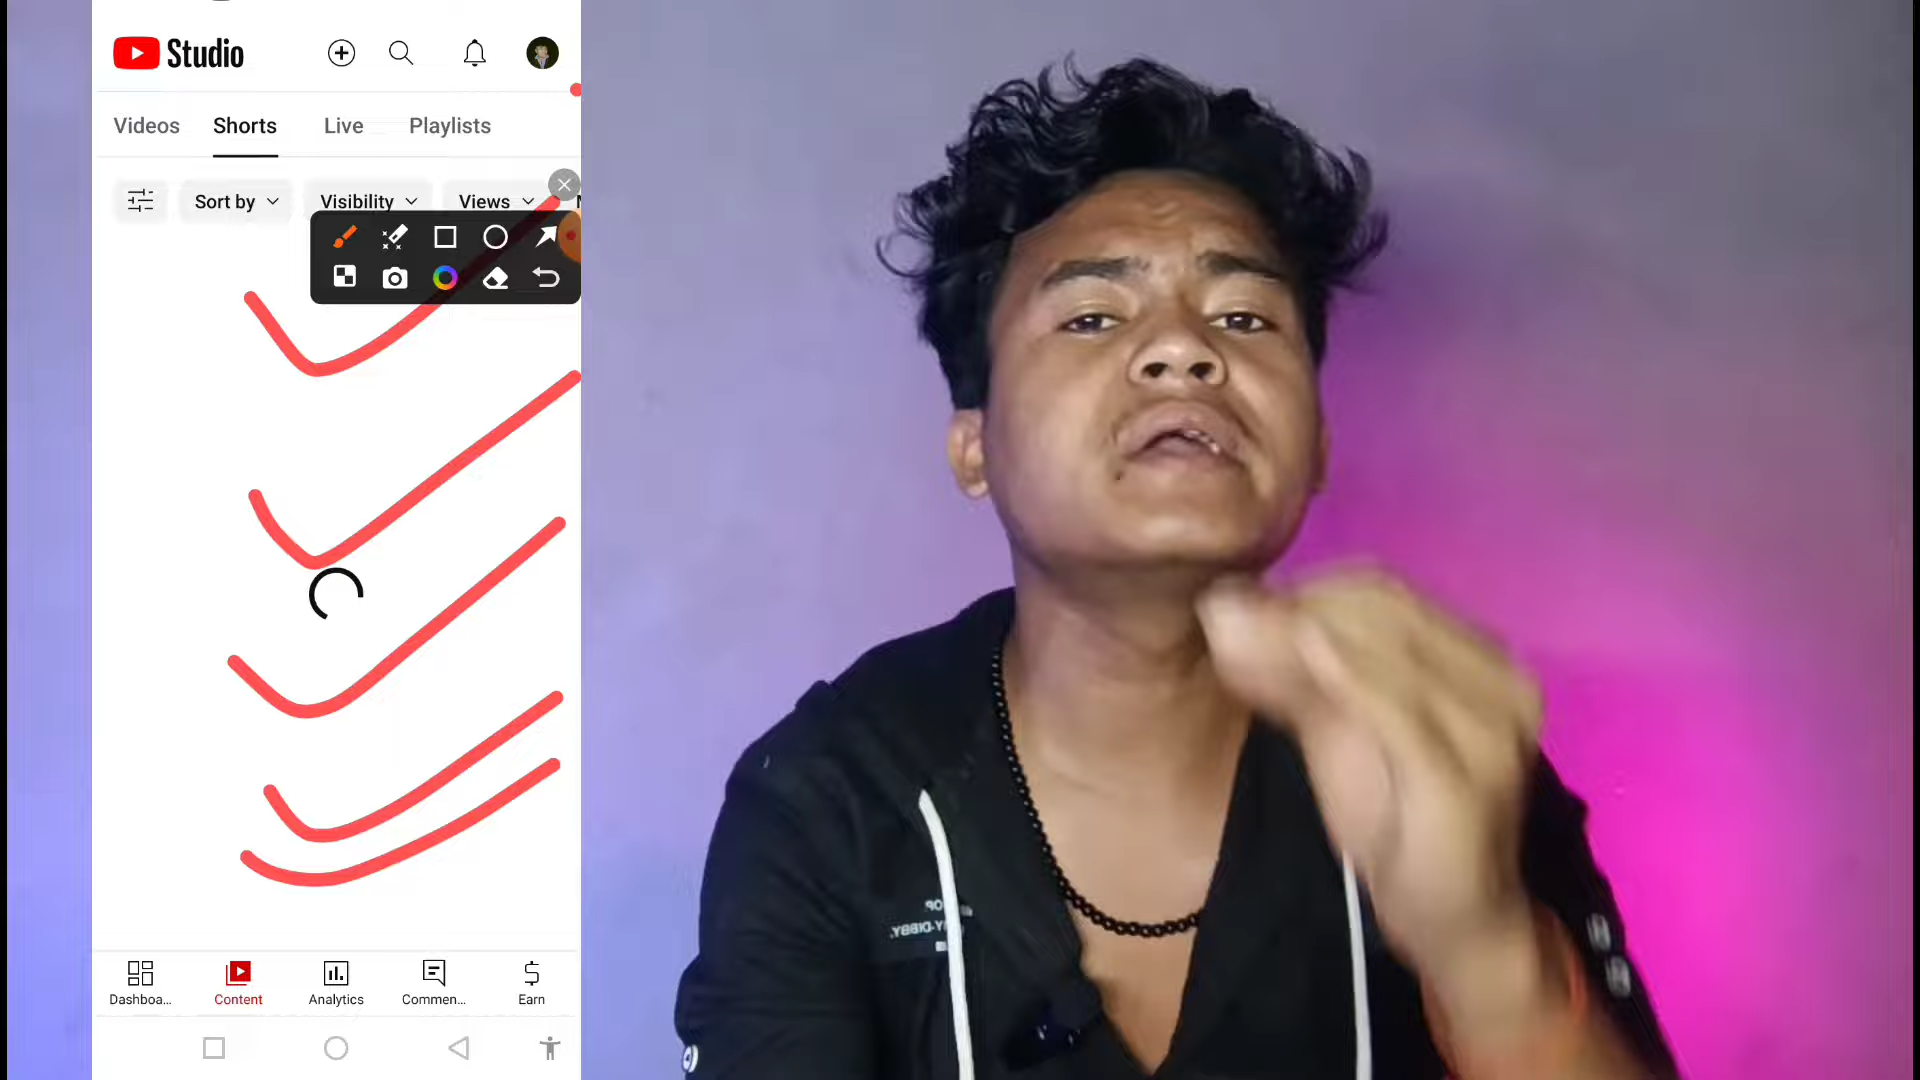 Studio
Videos Shorts Live Playlists
Sort by Visibility Views
Dashboa... Content Analytics Commen... Earn